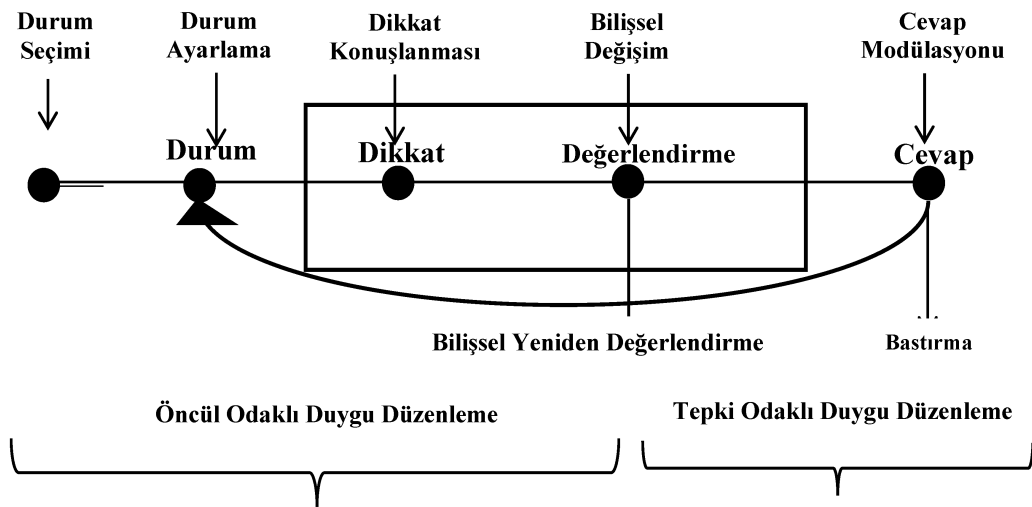 Durum
Seçimi
Durum
Ayarlama
Dikkat
Konuşlanması
Bilişsel
Değişim
Cevap
Modülasyonu
Durum
Dikkat
Değerlendirme
Cevap
Bilişsel Yeniden Değerlendirme
Bastırma
Öncül Odaklı Duygu Düzenleme
Tepki Odaklı Duygu Düzenleme